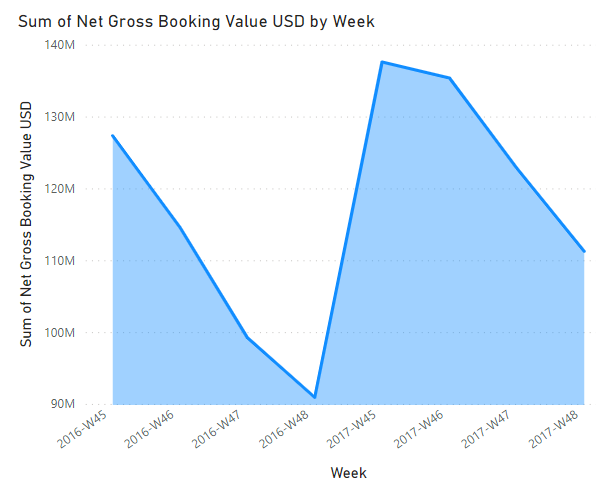 Sum of Net Gross Booking Value USD by Week
Sum of Net Gross Booking Value USD
140M
130M
120M
110M
100M
90M
2016-W45
2016-W46
2016-W47
2016-W48
2017-W45
2017-W46
2017-W47
2017-W48
Week